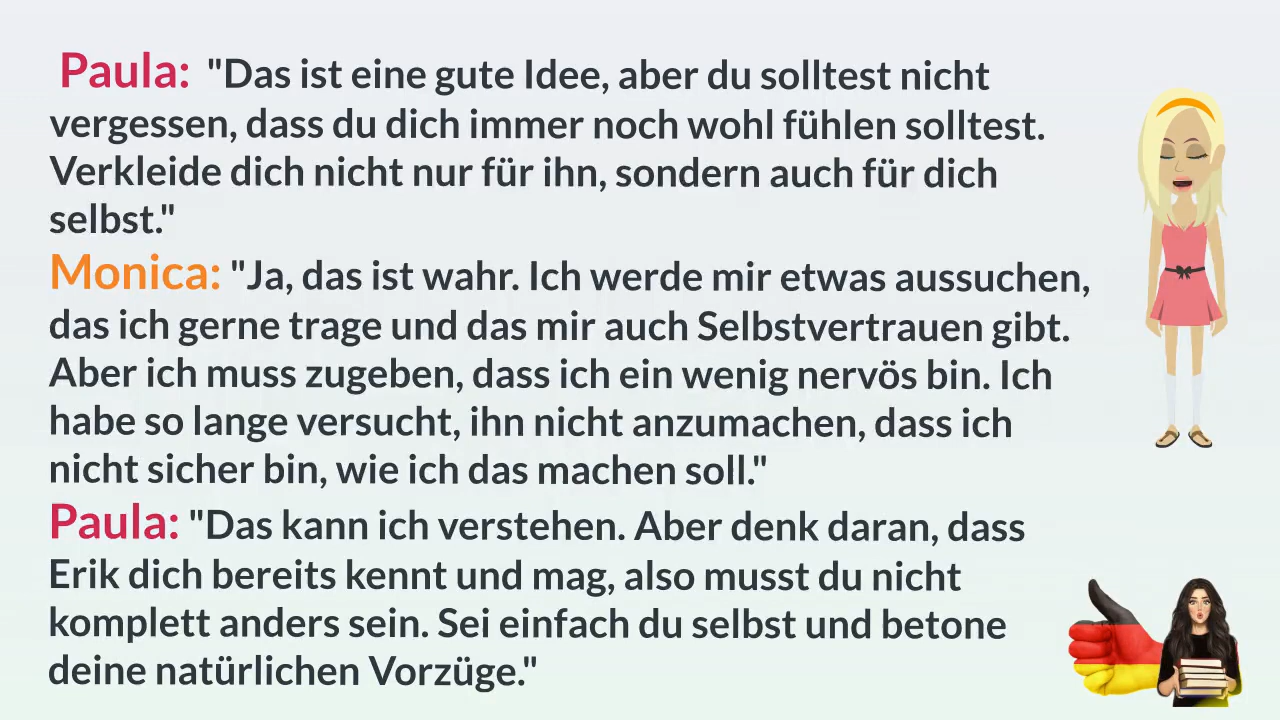 Paula: "Das ist eine gute Idee, aber du solltest nicht
vergessen, dass du dich immer noch wohl fühlen solltest.
Verkleide dich nicht nur für ihn, sondern auch für dich
selbst."
Monica: "Ja, das ist wahr. Ich werde mir etwas aussuchen,
das ich gerne trage und das mir auch Selbstvertrauen gibt.
Aber ich muss zugeben, dass ich ein wenig nervös bin. Ich
habe so lange versucht, ihn nicht anzumachen, dass ich
nicht sicher bin, wie ich das machen soll."
Paula: "Das kann ich verstehen. Aber denk daran, dass
Erik dich bereits kennt und mag, also musst du nicht
komplett anders sein. Sei einfach du selbst und betone
deine natürlichen Vorzüge."